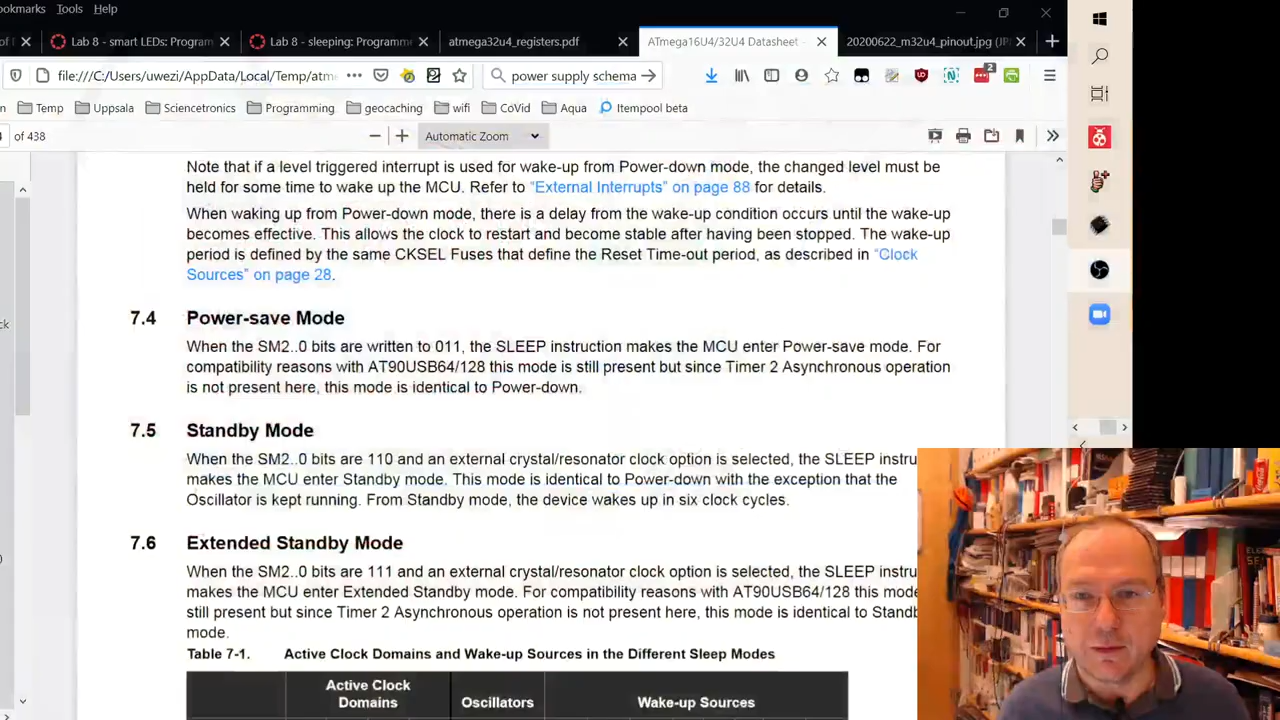 ookmarks Tools Help
of Lab 8 - smart LEDs: Program Lab 8 - sleeping: Programme atmega32u4_registers.pdf ATmega16U4/32U4 Datasheet - 20200622_m32u4_pinout.jpg (JP
file:///C:/Users/uwezi/AppData/Local/Temp/atme power supply schema 2
Temp Uppsala Sciencetronics Programming geocaching wifi CoVid Aqua Itempool beta
of 438 Automatic Zoom
Note that if a level triggered interrupt is used for wake-up from Power-down mode, the changed level must be
held for some time to wake up the MCU. Refer to "External Interrupts" on page 88 for details.
When waking up from Power-down mode, there is a delay from the wake-up condition occurs until the wake-up
becomes effective. This allows the clock to restart and become stable after having been stopped. The wake-up
period is defined by the same CKSEL Fuses that define the Reset Time-out period, as described in "Clock
Sources" on page 28.
7.4 Power-save Mode
When the SM2..0 bits are written to 011, the SLEEP instruction makes the MCU enter Power-save mode. For
compatibility reasons with AT90USB64/128 this mode is still present but since Timer 2 Asynchronous operation
is not present here, this mode is identical to Power-down.
7.5 Standby Mode
When the SM2..0 bits are 110 and an external crystal/resonator clock option is selected, the SLEEP instru
makes the MCU enter Standby mode. This mode is identical to Power-down with the exception that the
Oscillator is kept running. From Standby mode, the device wakes up in six clock cycles.
7.6 Extended Standby Mode
When the SM2..0 bits are 111 and an external crystal/resonator clock option is selected, the SLEEP instru
makes the MCU enter Extended Standby mode. For compatibility reasons with AT90USB64/128 this mode
still present but since Timer 2 Asynchronous operation is not present here, this mode is identical to Standb
mode.
Table 7-1. Active Clock Domains and Wake-up Sources in the Different Sleep Modes
Active Clock
Domains Oscillators Wake-up Sources